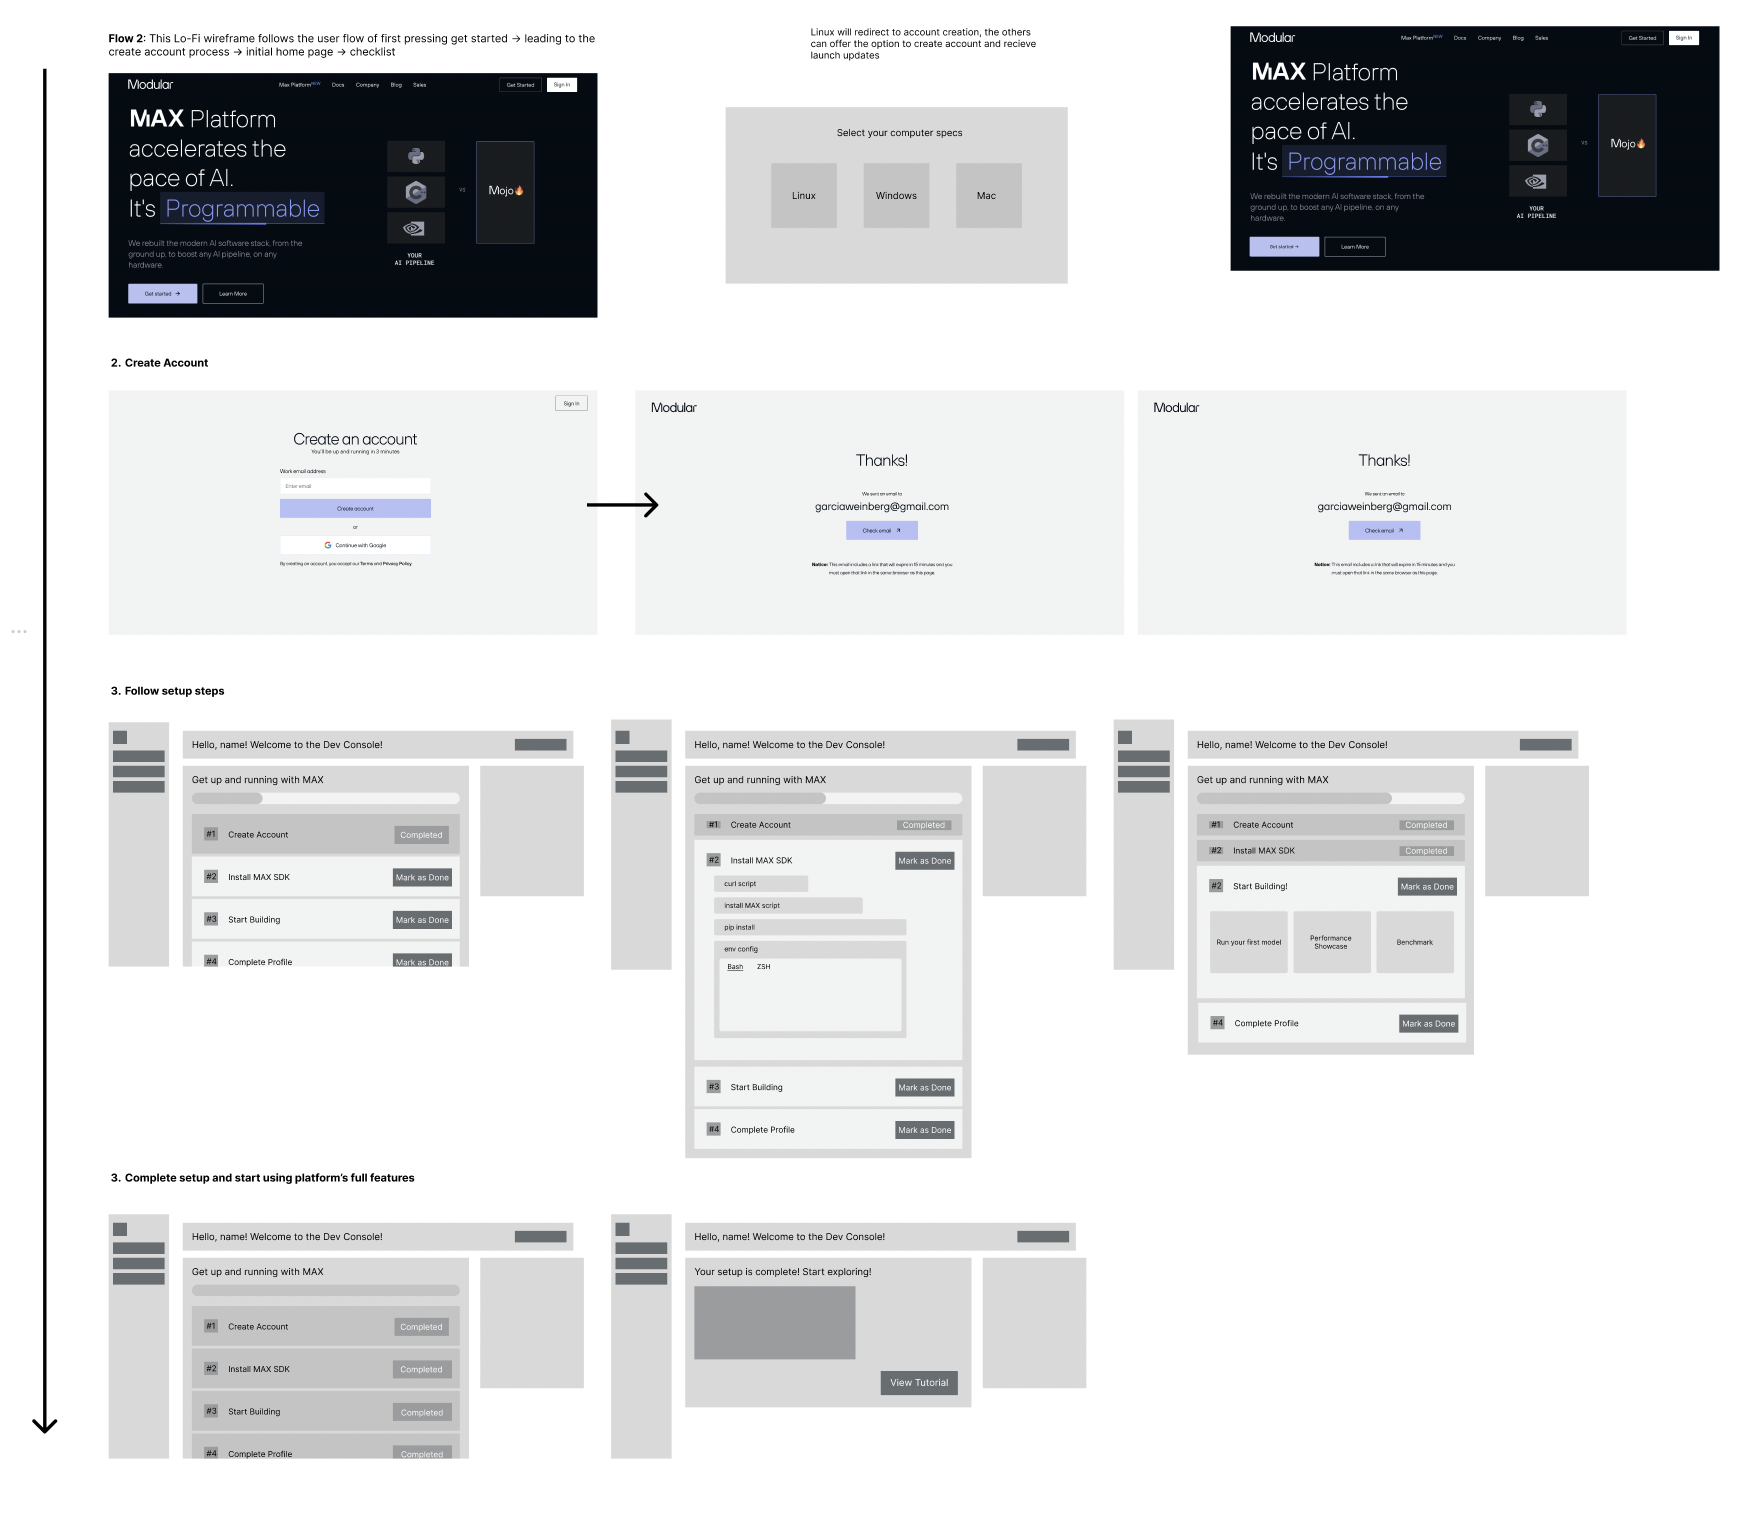 Flow 2: This Lo-Fi wireframe follows the user flow of first pressing get started → leading to the
create account process → initial home page → checklist
Modular
Max PlatformNEW Docs Company Blog Sales
Get Started
Sign In
MAX Platform
accelerates the
pace of AI.
It's Programmable
We rebuilt the modern AI software stack, from the
ground up, to boost any AI pipeline, on any
hardware.
Get started →
Learn More
VS
Mojo🔥
YOUR
AI PIPELINE
Linux will redirect to account creation, the others
can offer the option to create account and recieve
launch updates
Select your computer specs
Linux
Windows
Mac
Modular
Max PlatformNEW Docs Company Blog Sales
Get Started
Sign In
MAX Platform
accelerates the
pace of AI.
It's Programmable
We rebuilt the modern AI software stack, from the
ground up, to boost any AI pipeline, on any
hardware.
Get started →
Learn More
VS
Mojo🔥
YOUR
AI PIPELINE
2. Create Account
Sign In
Create an account
You'll be up and running in 3 minutes
Work email address
Enter email
Create account
or
Continue with Google
By creating an account, you accept our Terms and Privacy Policy.
Modular
Thanks!
We sent an email to
garciaweinberg@gmail.com
Check email ↗
Notice: This email includes a link that will expire in 15 minutes and you
must open that link in the same browser as this page.
Modular
Thanks!
We sent an email to
garciaweinberg@gmail.com
Check email ↗
Notice: This email includes a link that will expire in 15 minutes and you
must open that link in the same browser as this page.
3. Follow setup steps
Hello, name! Welcome to the Dev Console!
Get up and running with MAX
#1 Create Account Completed
#2 Install MAX SDK Mark as Done
#3 Start Building Mark as Done
#4 Complete Profile Mark as Done
Hello, name! Welcome to the Dev Console!
Get up and running with MAX
#1 Create Account Completed
#2 Install MAX SDK Mark as Done
curl script
install MAX script
pip install
env config
Bash ZSH
#3 Start Building Mark as Done
#4 Complete Profile Mark as Done
Hello, name! Welcome to the Dev Console!
Get up and running with MAX
#1 Create Account Completed
#2 Install MAX SDK Completed
#2 Start Building! Mark as Done
Run your first model
Performance
Showcase
Benchmark
#4 Complete Profile Mark as Done
3. Complete setup and start using platform's full features
Hello, name! Welcome to the Dev Console!
Get up and running with MAX
#1 Create Account Completed
#2 Install MAX SDK Completed
#3 Start Building Completed
#4 Complete Profile Completed
Hello, name! Welcome to the Dev Console!
Your setup is complete! Start exploring!
View Tutorial